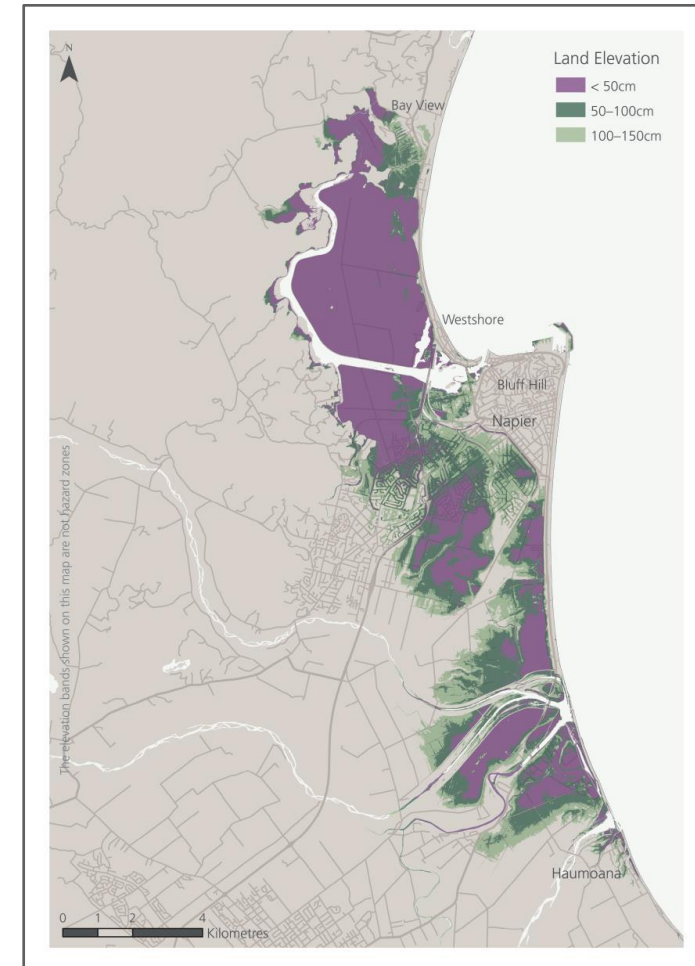 N
Land Elevation
< 50cm
50–100cm
100–150cm
Bay View
Westshore
Bluff Hill
Napier
The elevation bands shown on this map are not hazard zones
Haumoana
0 1 2 4
Kilometres